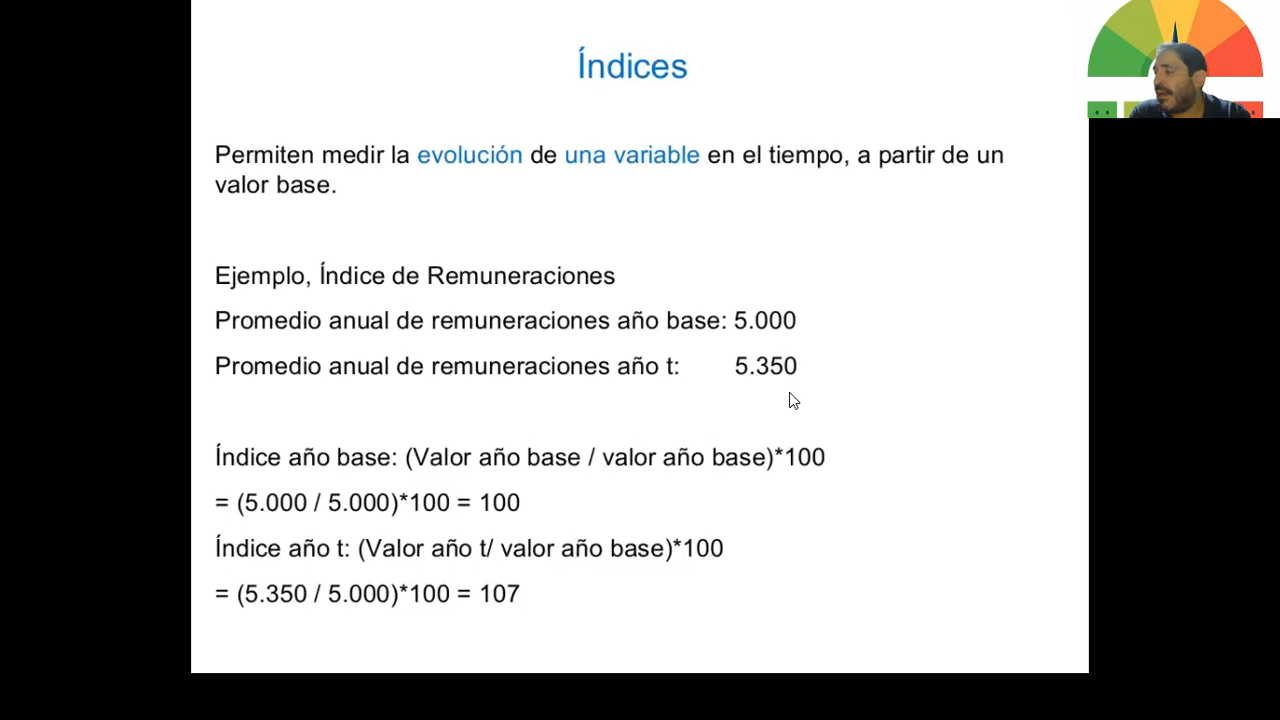 Índices
Permiten medir la evolución de una variable en el tiempo, a partir de un
valor base.
Ejemplo, Índice de Remuneraciones
Promedio anual de remuneraciones año base: 5.000
Promedio anual de remuneraciones año t: 5.350
Índice año base: (Valor año base / valor año base)*100
= (5.000 / 5.000)*100 = 100
Índice año t: (Valor año t/ valor año base)*100
= (5.350 / 5.000)*100 = 107